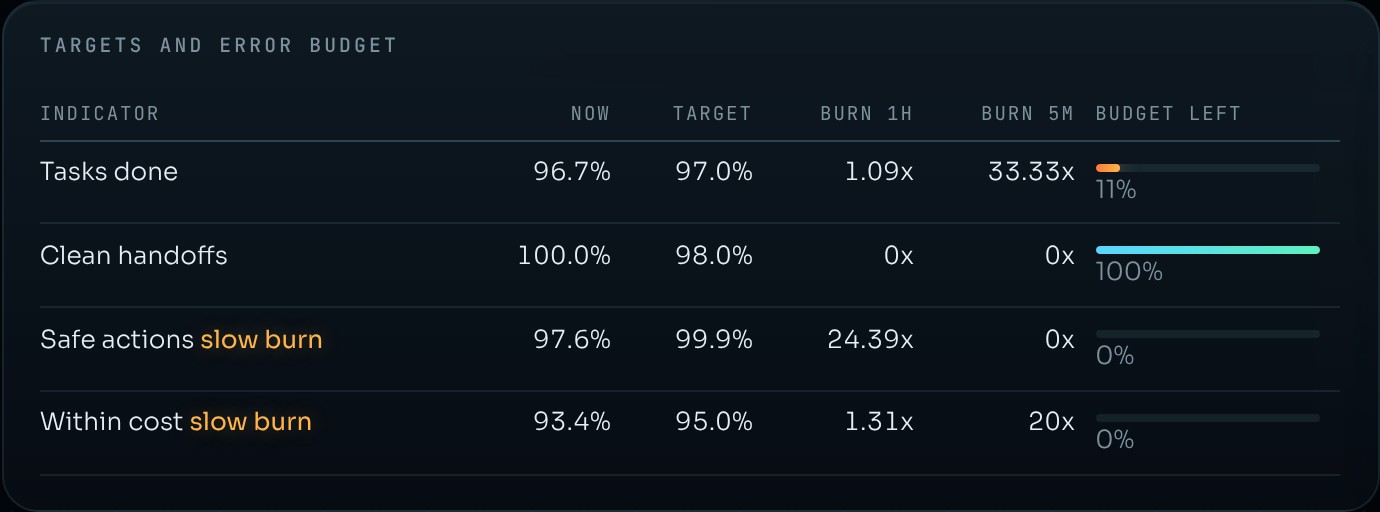 TARGETS AND ERROR BUDGET
INDICATOR NOW TARGET BURN 1H BURN 5M BUDGET LEFT
Tasks done 96.7% 97.0% 1.09x 33.33x 11%
Clean handoffs 100.0% 98.0% 0x 0x 100%
Safe actions slow burn 97.6% 99.9% 24.39x 0x 0%
Within cost slow burn 93.4% 95.0% 1.31x 20x 0%